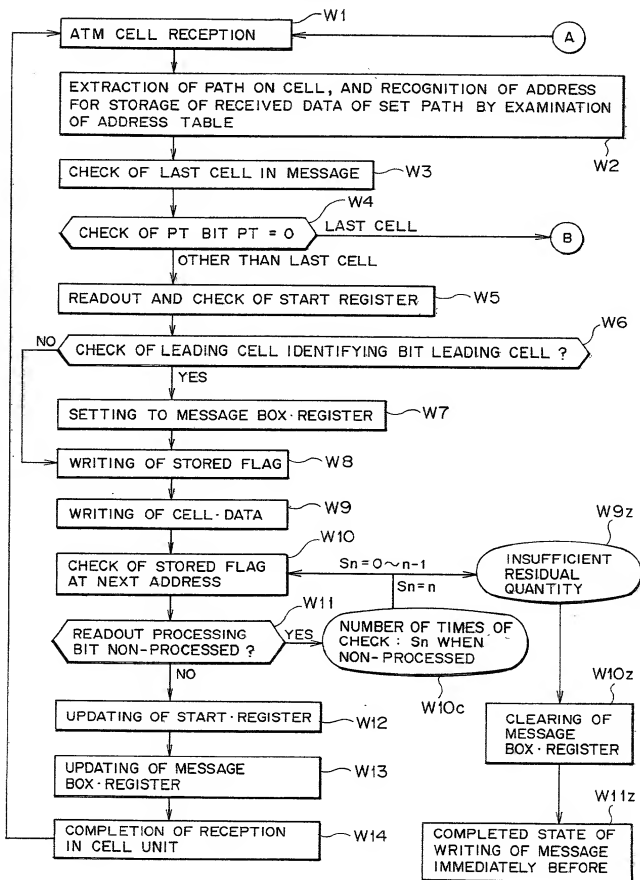 W1
ATM CELL RECEPTION
A
EXTRACTION OF PATH ON CELL, AND RECOGNITION OF ADDRESS
FOR STORAGE OF RECEIVED DATA OF SET PATH BY EXAMINATION
OF ADDRESS TABLE
W2
CHECK OF LAST CELL IN MESSAGE
W3
W4
CHECK OF PT BIT PT = 0
LAST CELL
B
OTHER THAN LAST CELL
READOUT AND CHECK OF START REGISTER
W5
W6
NO
CHECK OF LEADING CELL IDENTIFYING BIT LEADING CELL ?
YES
SETTING TO MESSAGE BOX·REGISTER
W7
WRITING OF STORED FLAG
W8
WRITING OF CELL·DATA
W9
W10
CHECK OF STORED FLAG
AT NEXT ADDRESS
Sn=0~n-1
Sn=n
W9z
INSUFFICIENT
RESIDUAL
QUANTITY
W11
READOUT PROCESSING
BIT NON-PROCESSED ?
YES
NUMBER OF TIMES OF
CHECK : Sn WHEN
NON-PROCESSED
W10c
NO
UPDATING OF START·REGISTER
W12
W10z
CLEARING OF
MESSAGE
BOX·REGISTER
UPDATING OF MESSAGE
BOX·REGISTER
W13
COMPLETION OF RECEPTION
IN CELL UNIT
W14
W11z
COMPLETED STATE OF
WRITING OF MESSAGE
IMMEDIATELY BEFORE